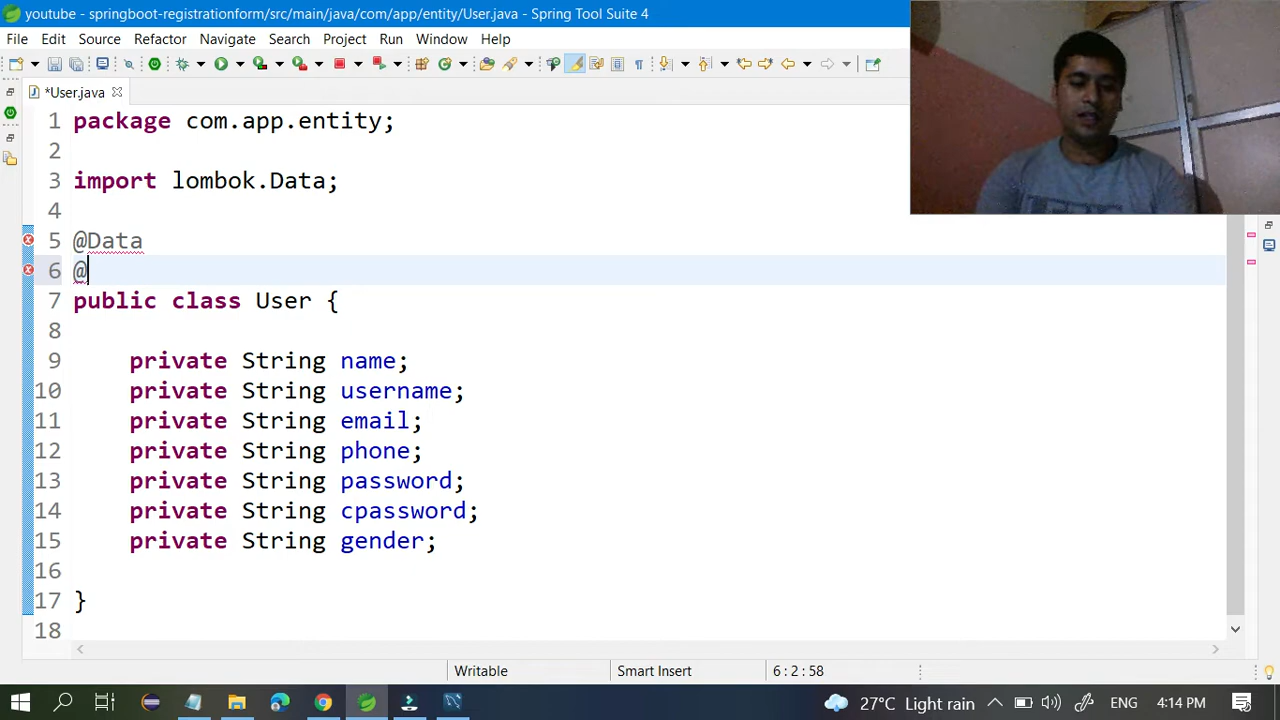 youtube - springboot-registrationform/src/main/java/com/app/entity/User.java - Spring Tool Suite 4
File Edit Source Refactor Navigate Search Project Run Window Help
*User.java
1 package com.app.entity;
2
3 import lombok.Data;
4
5 @Data
6 @
7 public class User {
8
9 private String name;
10 private String username;
11 private String email;
12 private String phone;
13 private String password;
14 private String cpassword;
15 private String gender;
16
17 }
18
Writable Smart Insert 6 : 2 : 58
27°C Light rain ENG 4:14 PM